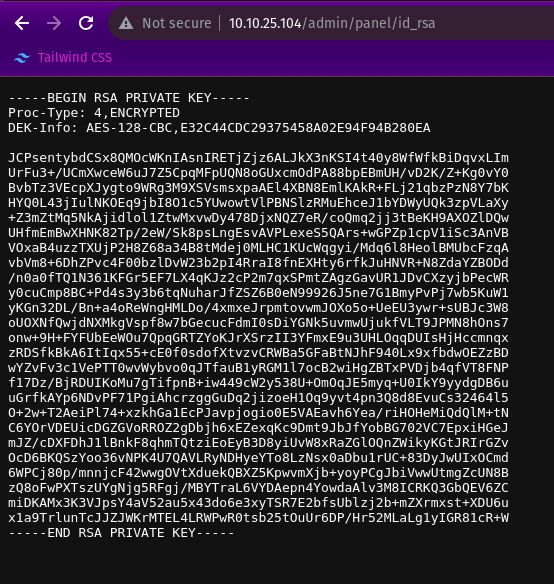 Not secure 10.10.25.104/admin/panel/id_rsa
Tailwind CSS
-----BEGIN RSA PRIVATE KEY-----
Proc-Type: 4,ENCRYPTED
DEK-Info: AES-128-CBC,E32C44CDC29375458A02E94F94B280EA
JCPsentybdCSx8QMOcWKnIAsnIRETjZjz6ALJkX3nKSI4t40y8WfWfkBiDqvxLIm
UrFu3+/UCmXwceW6uJ7Z5CpqMFpUQN8oGUxcmOdPA88bpEBmUH/vD2K/Z+Kg0vY0
BvbTz3VEcpXJygto9WRg3M9XSVsmsxpaAEl4XBN8EmlKAkR+FLj21qbzPzN8Y7bK
HYQ0L43jIulNKOEq9jbI8O1c5YUwowtVlPBNSlzRMuEhceJ1bYDWyUQk3zpVLaXy
+Z3mZtMq5NkAjidlol1ZtwMxvwDy478DjxNQZ7eR/coQmq2jj3tBeKH9AXOZlDQw
UHfmEmBwXHNK82Tp/2eW/Sk8psLngEsvAVPLexeS5QArs+wGPZp1cpV1iSc3AnVB
VOxaB4uzzTXUjP2H8Z68a34B8tMdej0MLHC1KUcWqgyi/Mdq6l8HeolBMUbcFzqA
vbVm8+6DhZPvc4F00bzlDvW23b2pI4RraI8fnEXHty6rfkJuHNVR+N8ZdaYZBODd
/n0a0fTQ1N361KFGr5EF7LX4qKJz2cP2m7qxSPmtZAgzGavUR1JDvCXzyjbPecWR
y0cuCmp8BC+Pd4s3y3b6tqNuharJfZSZ6B0eN99926J5ne7G1BmyPvPj7wb5KuW1
yKGn32DL/Bn+a4oReWngHMLDo/4xmxeJrpmtovwmJOXo5o+UeEU3ywr+sUBJc3W8
oUOXNfQwjdNXMkgVspf8w7bGecucFdmI0sDiYGNk5uvmwUjukfVLT9JPMN8hOns7
onw+9H+FYFUbEeWOu7QpqGRTZYoKJrXSrzII3YFmxE9u3UHLOqqDUIsHjHccmnqx
zRDSfkBkA6ItIqx55+cE0f0sdofXtvzvCRWBa5GFaBtNJhF940Lx9xfbdwOEZzBD
wYZvFv3c1VePTT0wvWybvo0qJTfauB1yRGM1l7ocB2wiHgZBTxPVDjb4qfVT8FNP
f17Dz/BjRDUIKoMu7gTifpnB+iw449cW2y538U+OmOqJE5myq+U0IkY9yydgDB6u
uGrfkAYp6NDvPF71PgiAhcrzggGuDq2jizoeH1Oq9yvt4pn3Q8d8EvuCs32464l5
O+2w+T2AeiPl74+xzkhGa1EcPJavpjogio0E5VAEavh6Yea/riHOHeMiQdQlM+tN
C6YOrVDEUicDGZGVoRROZ2gDbjh6xEZexqKc9Dmt9JbJfYobBG702VC7EpxiHGeJ
mJZ/cDXFDhJ1lBnkF8qhmTQtziEoEyB3D8yiUvW8xRaZGlOQnZWikyKGtJRIrGZv
OcD6BKQSzYoo36vNPK4U7QAVLRyNDHyeYTo8LzNsx0aDbu1rUC+83DyJwUIxOCmd
6WPCj80p/mnnjcF42wwgOVtXduekQBXZ5KpwvmXjb+yoyPCgJbiVwwUtmgZcUN8B
zQ8oFwPXTszUYgNjg5RFgj/MBYTraL6VYDAepn4YowdaAlv3M8ICRKQ3GbQEV6ZC
miDKAMx3K3VJpsY4aV52au5x43do6e3xyTSR7E2bfsUblzj2b+mZXrmxst+XDU6u
x1a9TrlunTcJJZJWKrMTEL4LRWPwR0tsb25tOuUr6DP/Hr52MLaLg1yIGR81cR+W
-----END RSA PRIVATE KEY-----